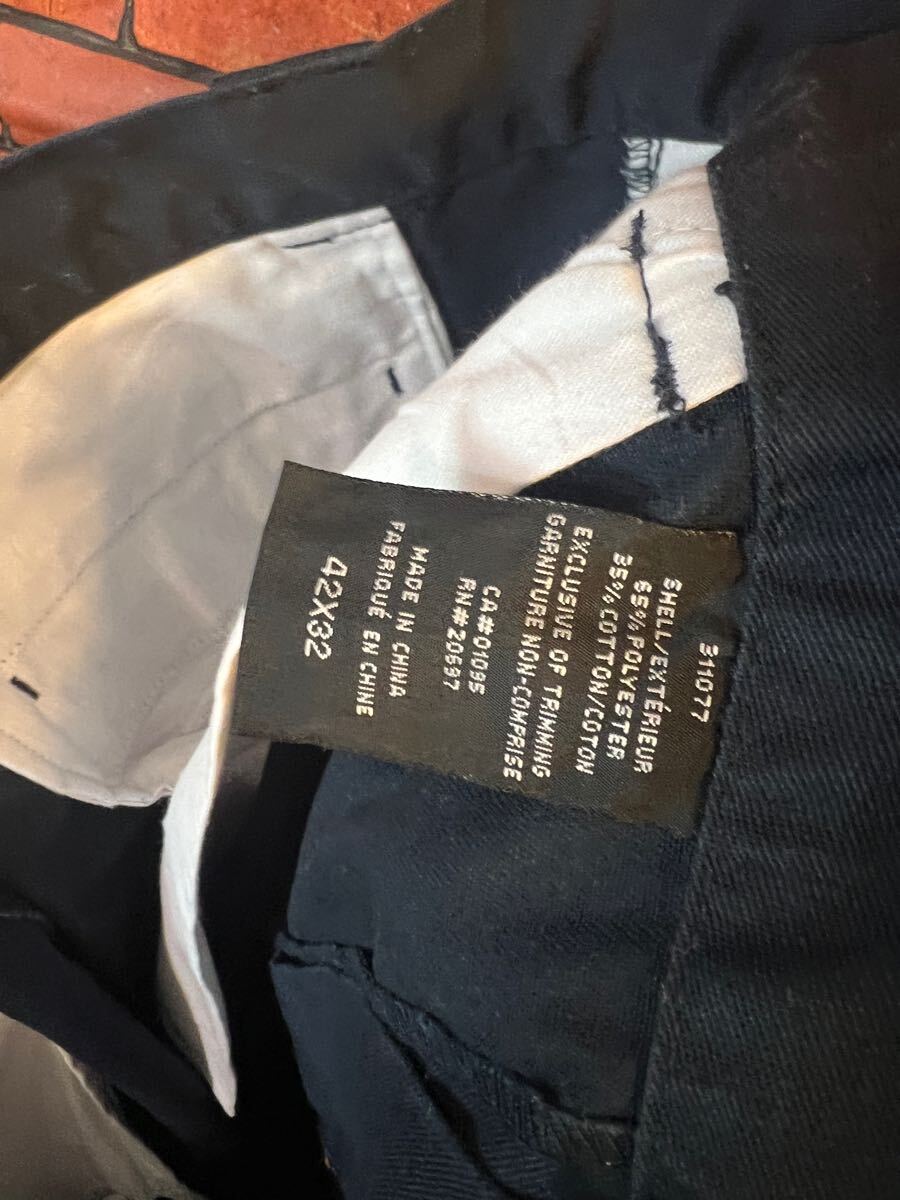 31077
SHELL/EXTÉRIEUR
65% POLYESTER
35% COTTON/COTON
EXCLUSIVE OF TRIMMING
GARNITURE NON-COMPRISE
CA#01095
RN#20697
MADE IN CHINA
FABRIQUÉ EN CHINE
42X32